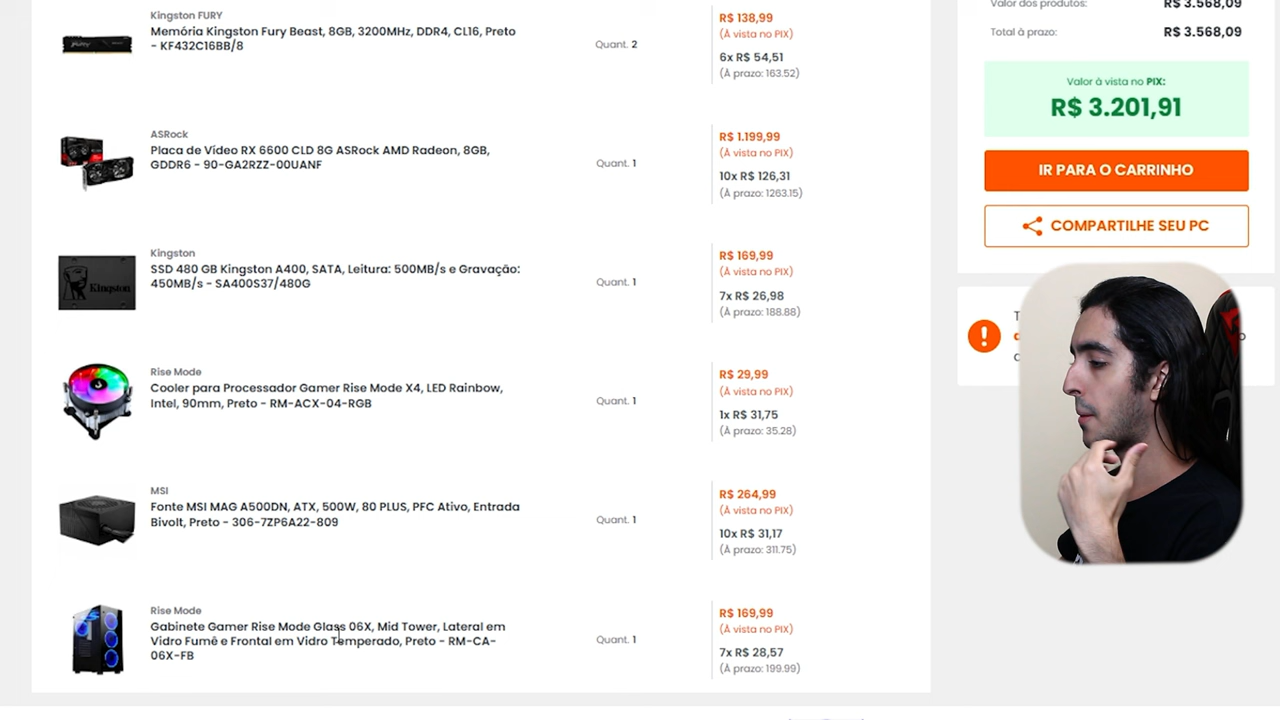 Kingston FURY
Memória Kingston Fury Beast, 8GB, 3200MHz, DDR4, CL16, Preto
- KF432C16BB/8
Quant. 2
R$ 138,99
(À vista no PIX)
6x R$ 54,51
(À prazo: 163.52)
ASRock
Placa de Vídeo RX 6600 CLD 8G ASRock AMD Radeon, 8GB,
GDDR6 - 90-GA2RZZ-00UANF
Quant. 1
R$ 1.199,99
(À vista no PIX)
10x R$ 126,31
(À prazo: 1263.15)
Kingston
SSD 480 GB Kingston A400, SATA, Leitura: 500MB/s e Gravação:
450MB/s - SA400S37/480G
Kingston
Quant. 1
R$ 169,99
(À vista no PIX)
7x R$ 26,98
(À prazo: 188.88)
Rise Mode
Cooler para Processador Gamer Rise Mode X4, LED Rainbow,
Intel, 90mm, Preto - RM-ACX-04-RGB
Quant. 1
R$ 29,99
(À vista no PIX)
1x R$ 31,75
(À prazo: 35.28)
MSI
Fonte MSI MAG A500DN, ATX, 500W, 80 PLUS, PFC Ativo, Entrada
Bivolt, Preto - 306-7ZP6A22-809
Quant. 1
R$ 264,99
(À vista no PIX)
10x R$ 31,17
(À prazo: 311.75)
Rise Mode
Gabinete Gamer Rise Mode Glass 06X, Mid Tower, Lateral em
Vidro Fumê e Frontal em Vidro Temperado, Preto - RM-CA-
06X-FB
Quant. 1
R$ 169,99
(À vista no PIX)
7x R$ 28,57
(À prazo: 199.99)
Valor dos produtos: R$ 3.568,09
Total à prazo: R$ 3.568,09
Valor à vista no PIX:
R$ 3.201,91
IR PARA O CARRINHO
COMPARTILHE SEU PC